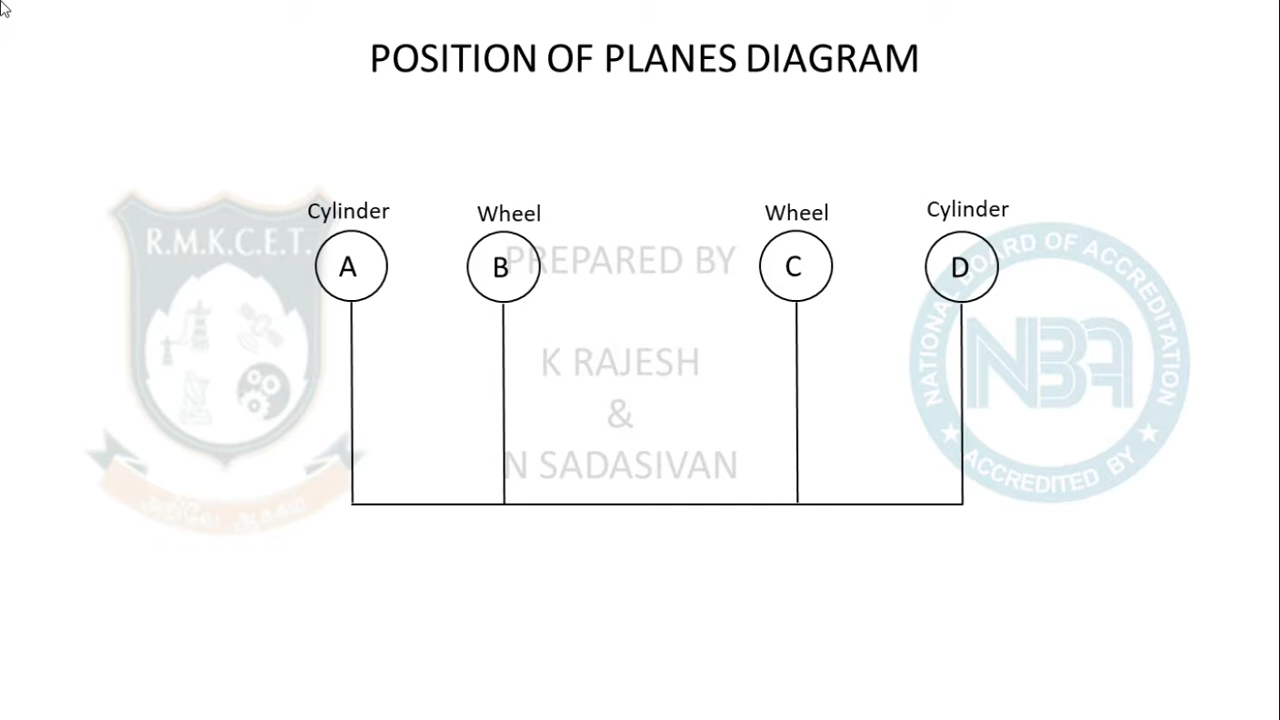 POSITION OF PLANES DIAGRAM
Cylinder
Wheel
Wheel
Cylinder
A
B
C
D
R.M.K.C.E.T.
PREPARED BY
K RAJESH
&
N SADASIVAN
NATIONAL BOARD OF ACCREDITATION
NBA
ACCREDITED BY